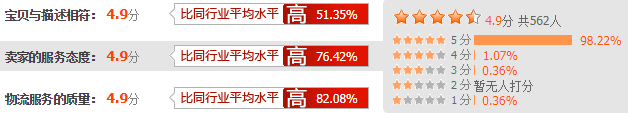 宝贝与描述相符： 4.9分 比同行业平均水平 高 51.35%
卖家的服务态度： 4.9分 比同行业平均水平 高 76.42%
物流服务的质量： 4.9分 比同行业平均水平 高 82.08%
4.9分 共562人
5分 98.22%
4分 1.07%
3分 0.36%
2分 暂无人打分
1分 0.36%